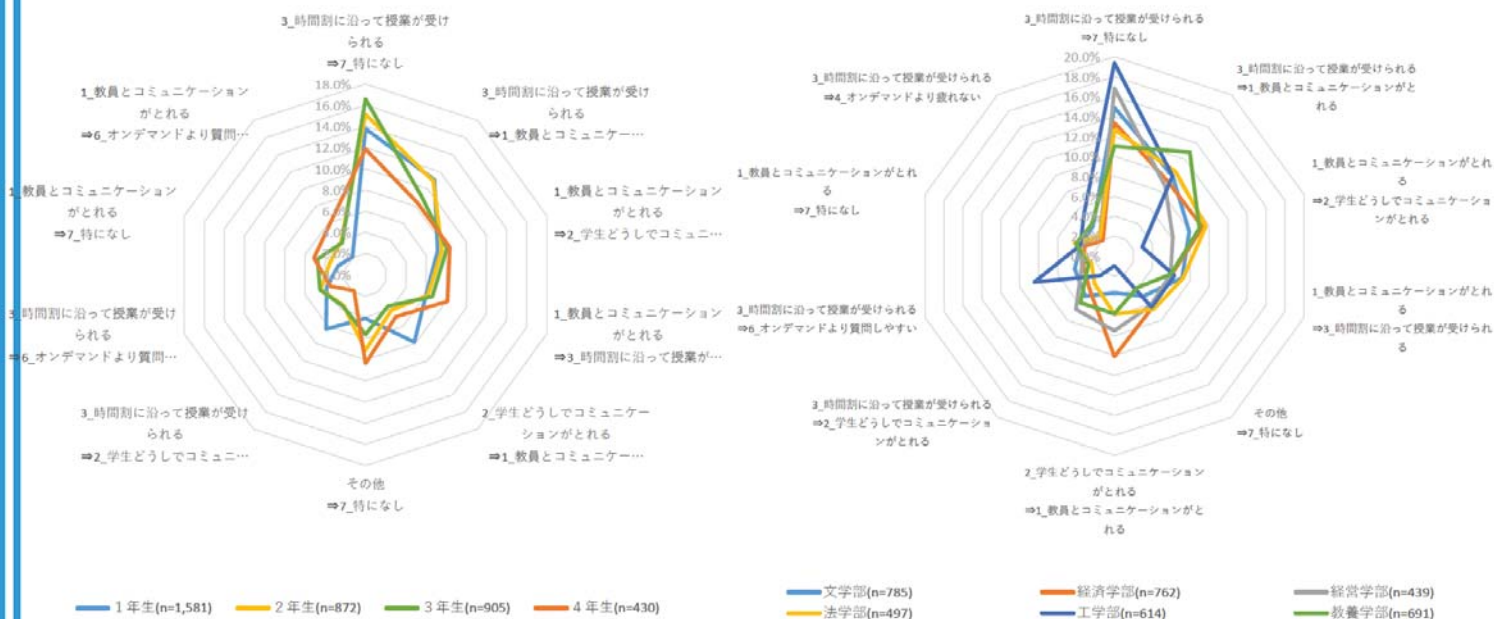 3_時間割に沿って授業が受け
られる
⇒7_特になし
3_時間割に沿って授業が受け
られる
⇒1_教員とコミュニケー…
1_教員とコミュニケーション
がとれる
⇒2_学生どうしでコミュニ…
1_教員とコミュニケーション
がとれる
⇒3_時間割に沿って授業が…
2_学生どうしでコミュニケー
ションがとれる
⇒1_教員とコミュニケー…
その他
⇒7_特になし
3_時間割に沿って授業が受け
られる
⇒2_学生どうしでコミュニ…
3_時間割に沿って授業が受け
られる
⇒6_オンデマンドより質問…
1_教員とコミュニケーション
がとれる
⇒7_特になし
1_教員とコミュニケーション
がとれる
⇒6_オンデマンドより質問…
18.0%
16.0%
14.0%
12.0%
10.0%
8.0%
6.0%
4.0%
1年生(n=1,581)
2年生(n=872)
3年生(n=905)
4年生(n=430)
3_時間割に沿って授業が受けられる
⇒7_特になし
3_時間割に沿って授業が受けられる
⇒1_教員とコミュニケーションがと
れる
1_教員とコミュニケーションがとれ
る
⇒2_学生どうしでコミュニケーショ
ンがとれる
1_教員とコミュニケーションがとれ
る
⇒3_時間割に沿って授業が受けられ
る
その他
⇒7_特になし
2_学生どうしでコミュニケーション
がとれる
⇒1_教員とコミュニケーションがと
れる
3_時間割に沿って授業が受けられる
⇒2_学生どうしでコミュニケーショ
ンがとれる
3_時間割に沿って授業が受けられる
⇒6_オンデマンドより質問しやすい
1_教員とコミュニケーションがとれ
る
⇒7_特になし
3_時間割に沿って授業が受けられる
⇒4_オンデマンドより疲れない
20.0%
18.0%
16.0%
14.0%
12.0%
10.0%
8.0%
6.0%
4.0%
文学部(n=785)
経済学部(n=762)
経営学部(n=439)
法学部(n=497)
工学部(n=614)
教養学部(n=691)